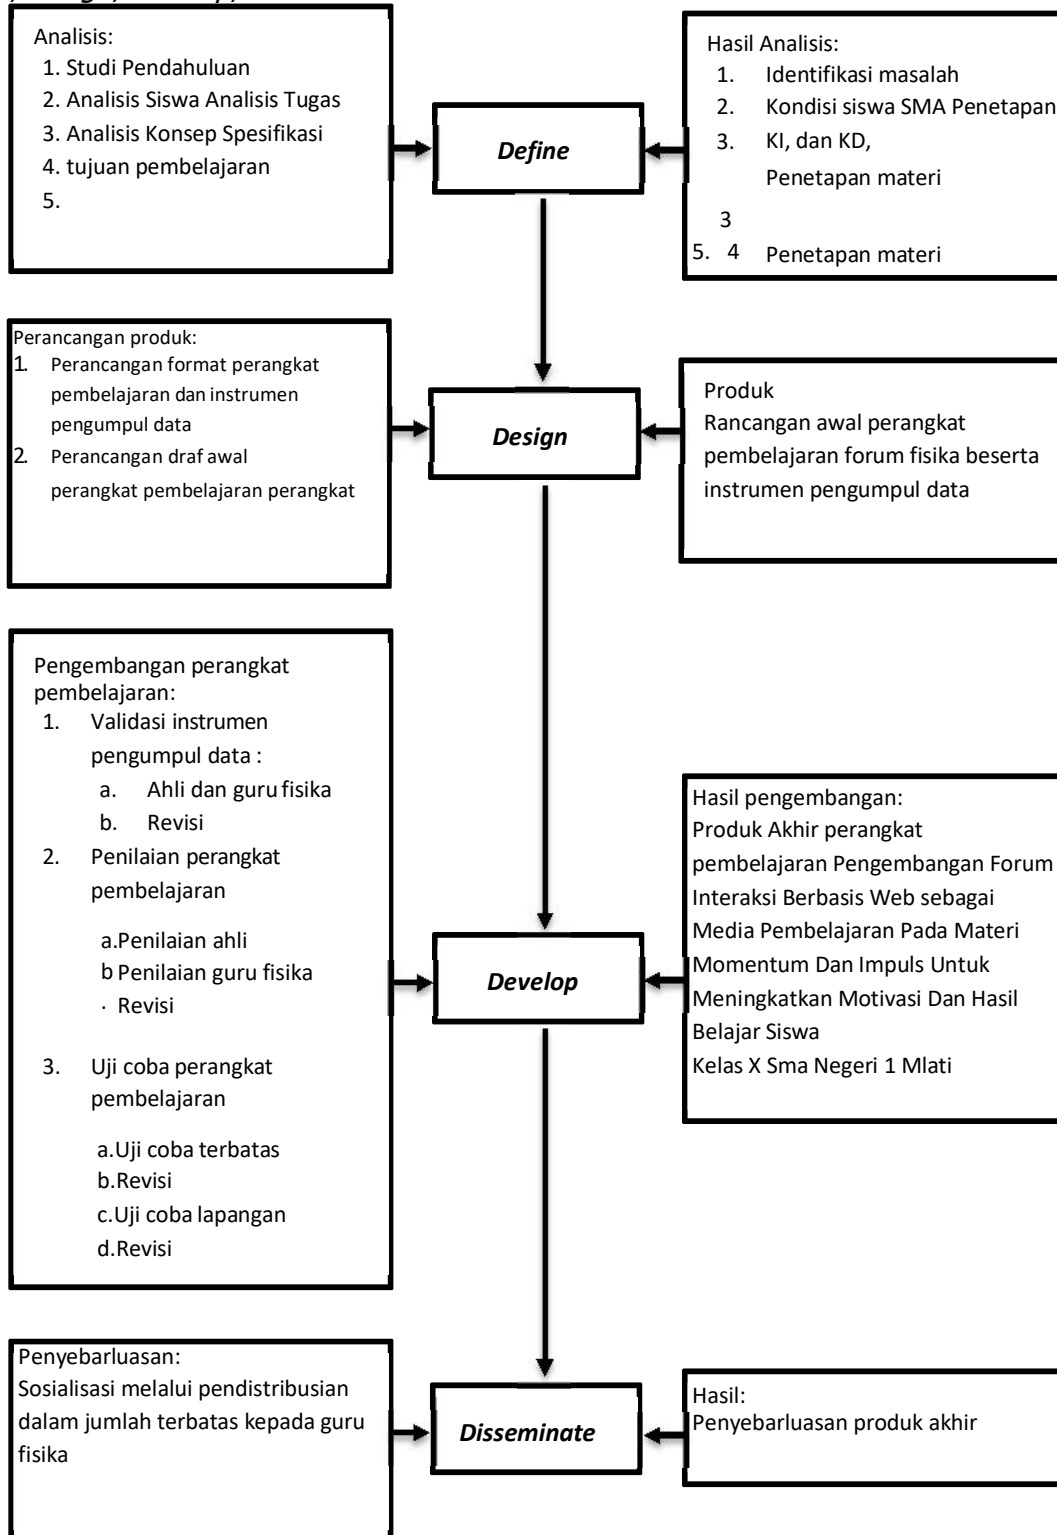 Analisis:
1. Studi Pendahuluan
2. Analisis Siswa Analisis Tugas
3. Analisis Konsep Spesifikasi
4. tujuan pembelajaran
5.
Define
Hasil Analisis:
1. Identifikasi masalah
2. Kondisi siswa SMA Penetapan
3. KI, dan KD,
Penetapan materi
3
5. 4 Penetapan materi
Perancangan produk:
1. Perancangan format perangkat
pembelajaran dan instrumen
pengumpul data
2. Perancangan draf awal
perangkat pembelajaran perangkat
Design
Produk
Rancangan awal perangkat
pembelajaran forum fisika beserta
instrumen pengumpul data
Pengembangan perangkat
pembelajaran:
1. Validasi instrumen
pengumpul data :
a. Ahli dan guru fisika
b. Revisi
2. Penilaian perangkat
pembelajaran
a.Penilaian ahli
b Penilaian guru fisika
. Revisi
3. Uji coba perangkat
pembelajaran
a.Uji coba terbatas
b.Revisi
c.Uji coba lapangan
d.Revisi
Develop
Hasil pengembangan:
Produk Akhir perangkat
pembelajaran Pengembangan Forum
Interaksi Berbasis Web sebagai
Media Pembelajaran Pada Materi
Momentum Dan Impuls Untuk
Meningkatkan Motivasi Dan Hasil
Belajar Siswa
Kelas X Sma Negeri 1 Mlati
Penyebarluasan:
Sosialisasi melalui pendistribusian
dalam jumlah terbatas kepada guru
fisika
Disseminate
Hasil:
Penyebarluasan produk akhir